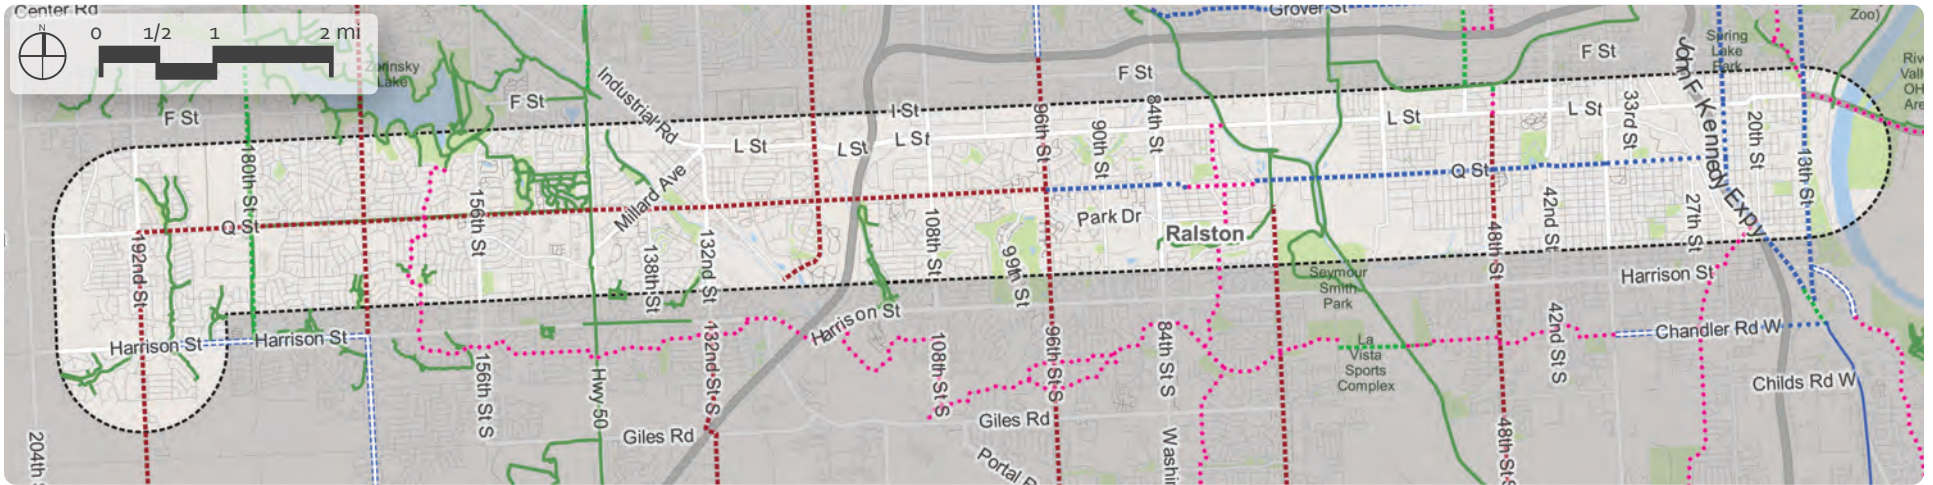 Center Rd
Grover St
Zoo)
N
0 1/2 1 2 mi
Zorinsky
Lake
F St
F St
Industrial Rd
F St
F St
Spring
Lake
Park
John F Kennedy Expy
I St
L St
L St
L St
L St
L St
96th St
90th St
84th St
33rd St
20th St
13th St
180th St
Q St
156th St
Millard Ave
138th St
132nd St
192nd St
108th St
99th St
Park Dr
Ralston
Q St
48th St
42nd St
27th St
Seymour
Smith
Park
Harrison St
Harrison St
Harrison St
Harrison St
Chandler Rd W
La
Vista
Sports
Complex
Childs Rd W
156th St S
Hwy 50
132nd St S
108th St S
96th St
84th St S
42nd St S
Giles Rd
Giles Rd
Portal
Washin
48th St S
204th